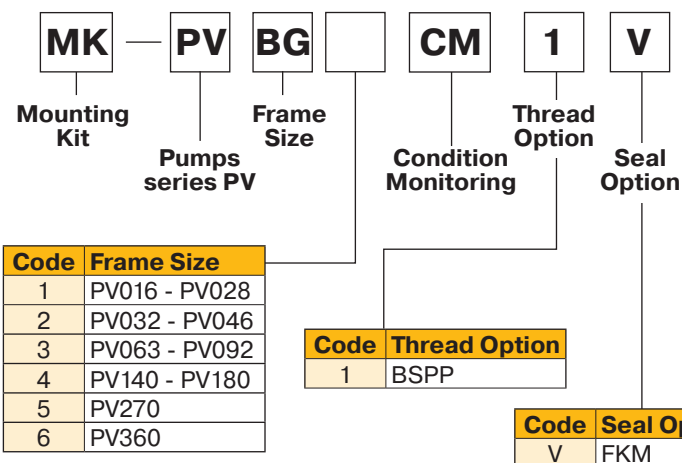 MK — PV BG CM 1 V
Mounting Kit
Pumps series PV
Frame Size
Condition Monitoring
Thread Option
Seal Option
Code Frame Size
1 PV016 - PV028
2 PV032 - PV046
3 PV063 - PV092
4 PV140 - PV180
5 PV270
6 PV360
Code Thread Option
1 BSPP
Code Seal Op
V FKM